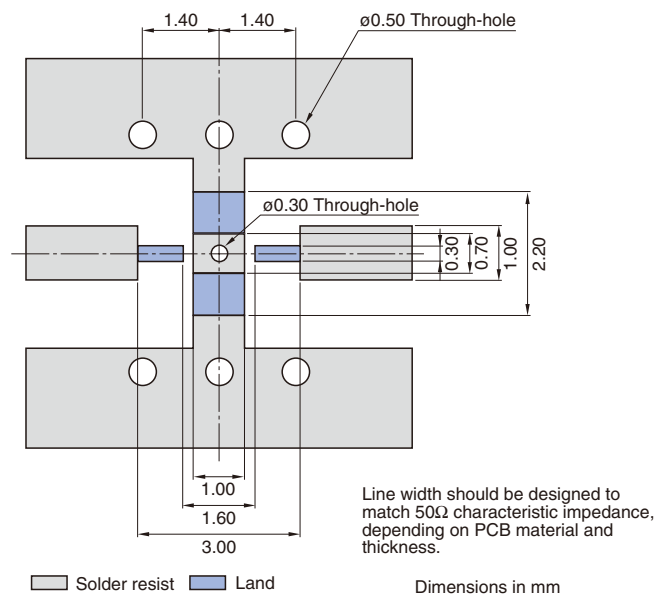 1.40
1.40
ø0.50 Through-hole
ø0.30 Through-hole
0.30
0.70
1.00
2.20
1.00
1.60
3.00
Line width should be designed to
match 50Ω characteristic impedance,
depending on PCB material and
thickness.
Solder resist
Land
Dimensions in mm